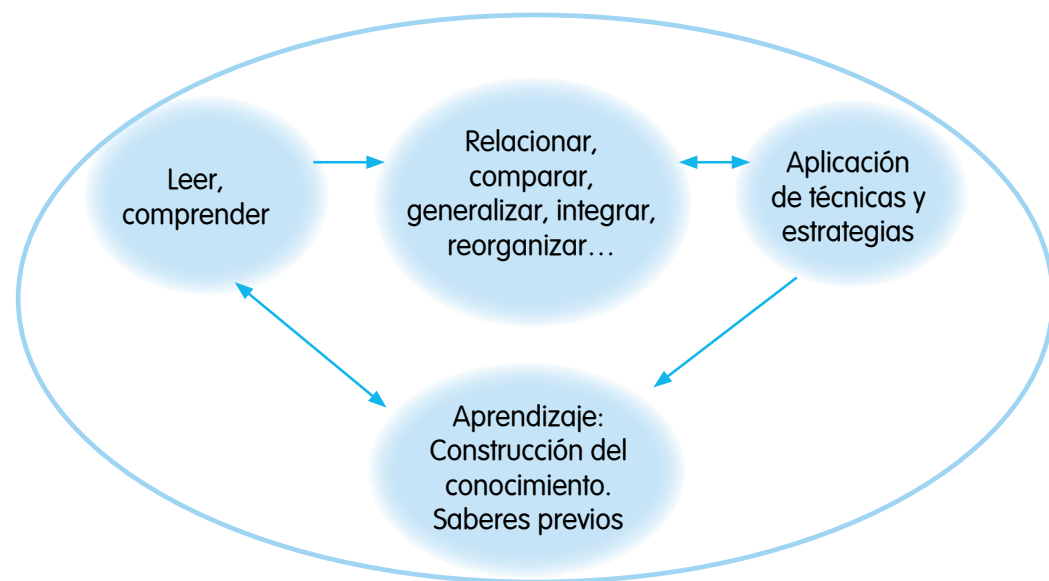 Leer,
comprender
Relacionar,
comparar,
generalizar, integrar,
reorganizar…
Aplicación
de técnicas y
estrategias
Aprendizaje:
Construcción del
conocimiento.
Saberes previos